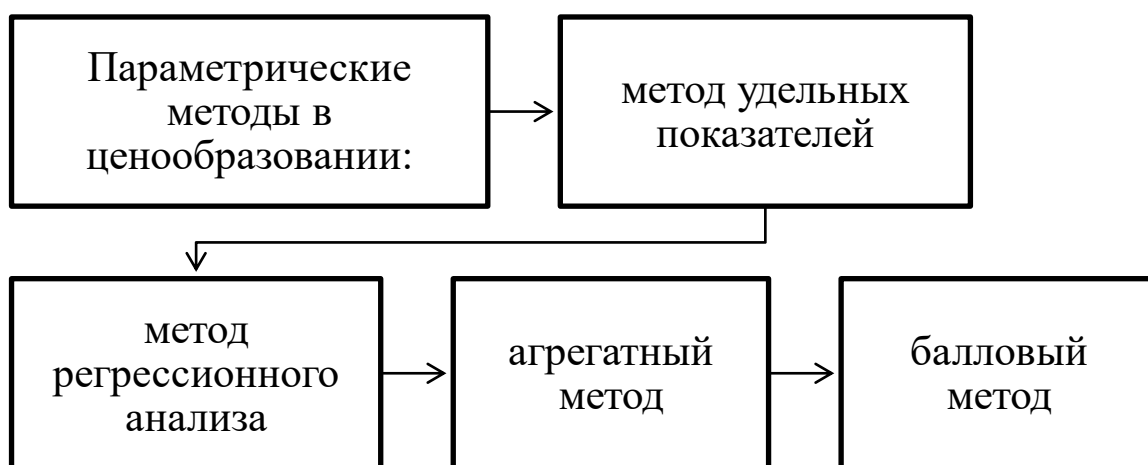 Параметрические
методы в
ценообразовании:
метод удельных
показателей
метод
регрессионного
анализа
агрегатный
метод
балловый
метод